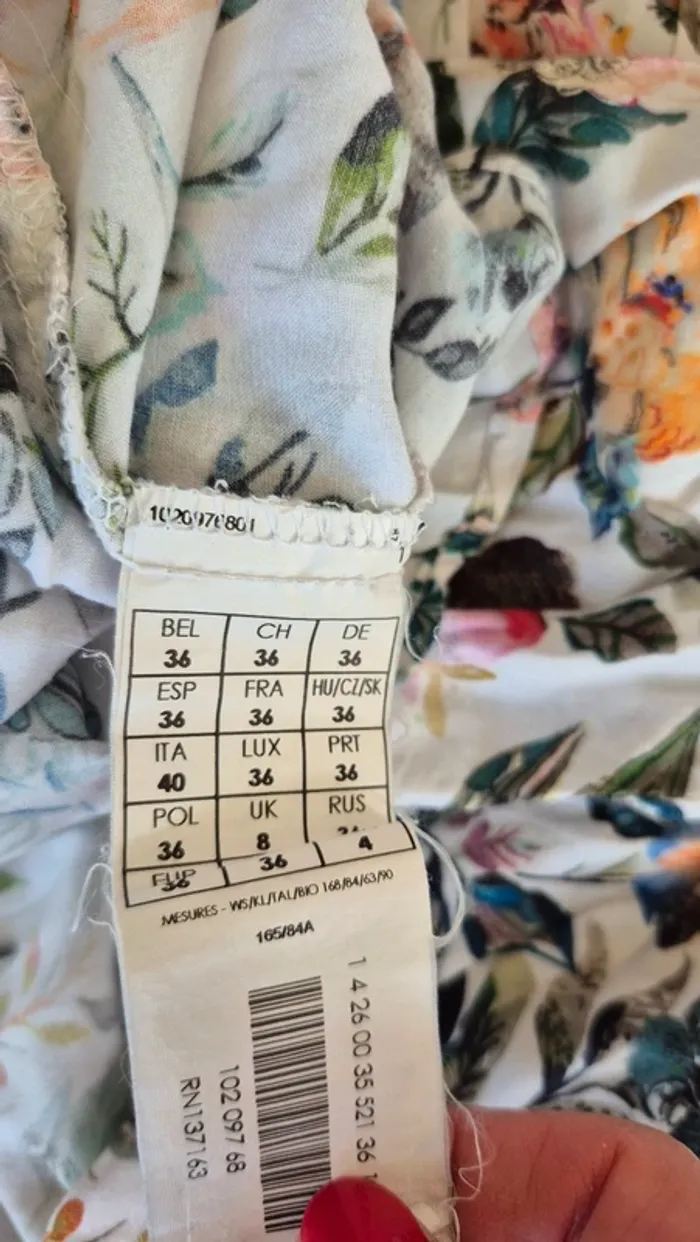 1020976801
BEL CH DE
36 36 36
ESP FRA HU/CZ/SK
36 36 36
ITA LUX PRT
40 36 36
POL UK RUS
36 8
36 36 4
MESURES - WS/KL/TAL/BIO 168/84/63/90
165/84A
1 4 26 00 35 521 36 1
102 097 68
RN137163